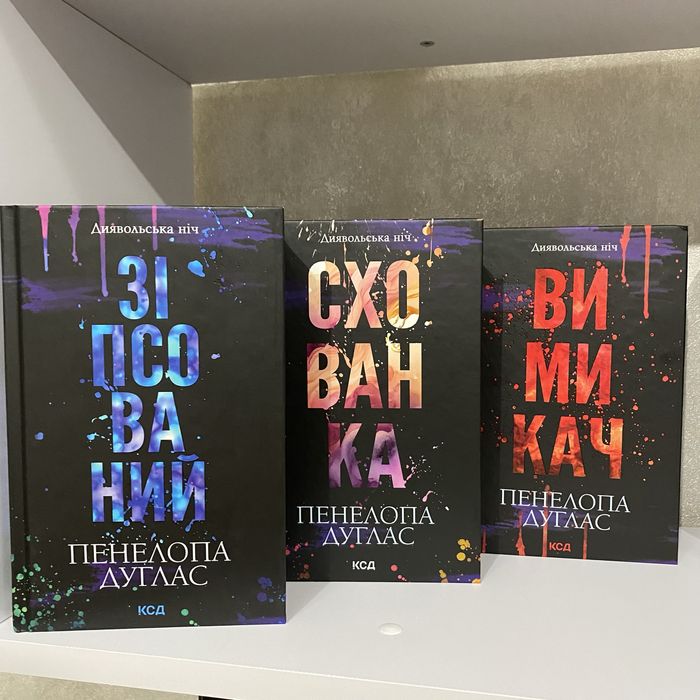 Диявольська ніч
ЗІ
ПСО
ВА
НИЙ
ПЕНЕЛОПА
ДУГЛАС
КСД
Диявольська ніч
СХО
ВАН
КА
ПЕНЕЛОПА
ДУГЛАС
КСД
Диявольська ніч
ВИ
МИ
КАЧ
ПЕНЕЛОПА
ДУГЛАС
КСД